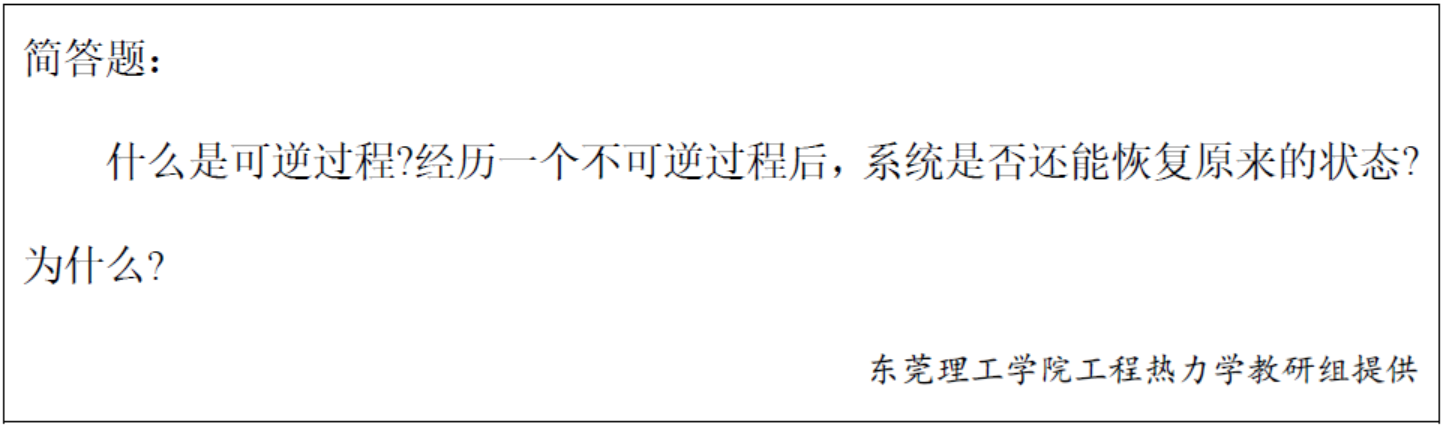 简答题：
什么是可逆过程?经历一个不可逆过程后，系统是否还能恢复原来的状态?
为什么?
东莞理工学院工程热力学教研组提供